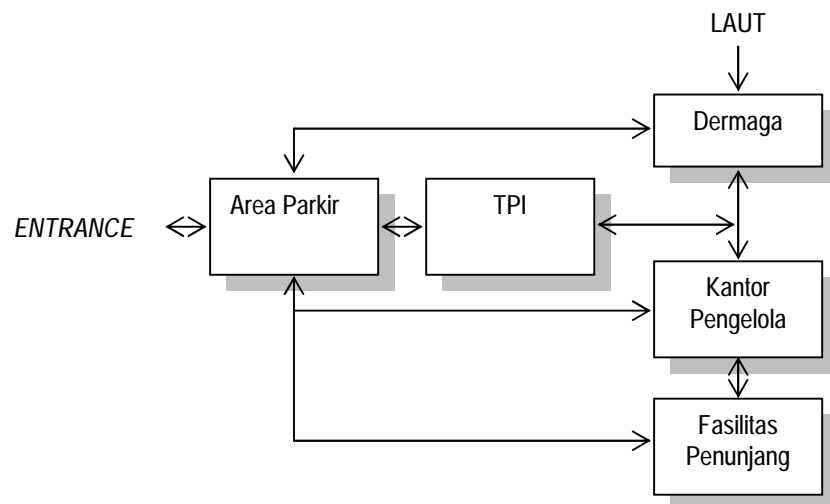 LAUT
Dermaga
Area Parkir
TPI
ENTRANCE
Kantor
Pengelola
Fasilitas
Penunjang